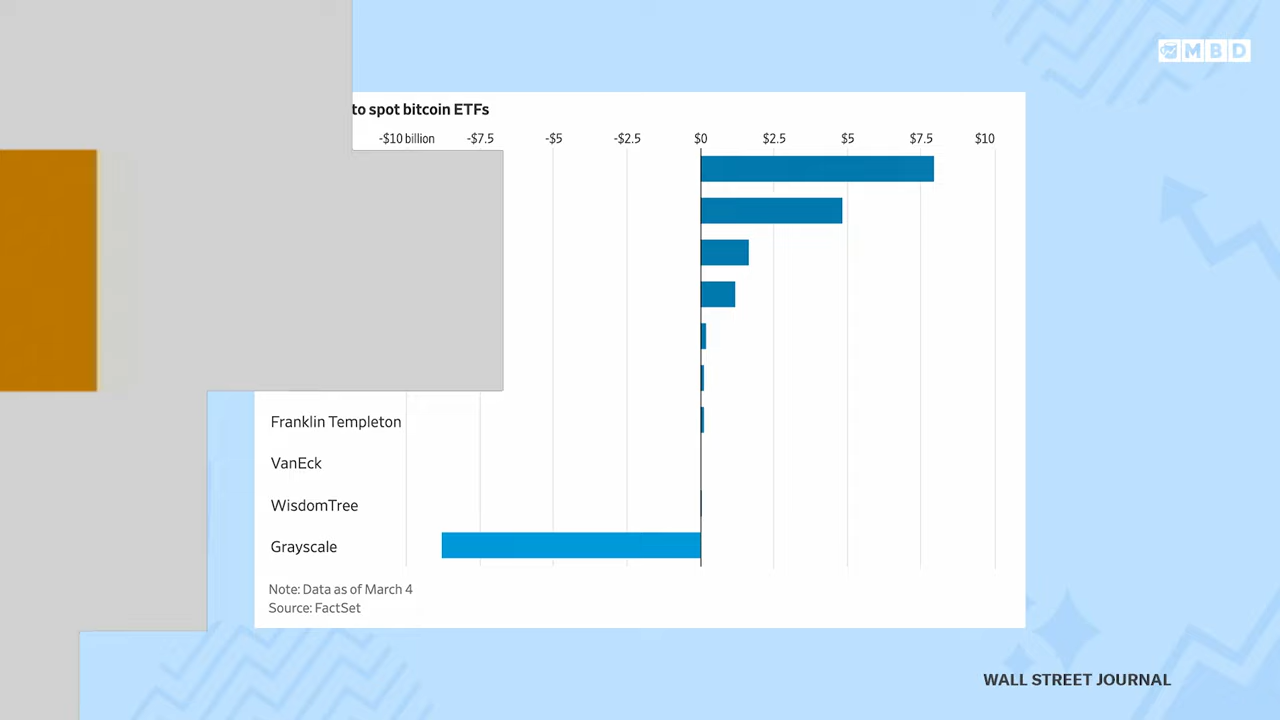 MBD
to spot bitcoin ETFs
-$10 billion -$7.5 -$5 -$2.5 $0 $2.5 $5 $7.5 $10
Franklin Templeton
VanEck
WisdomTree
Grayscale
Note: Data as of March 4
Source: FactSet
WALL STREET JOURNAL